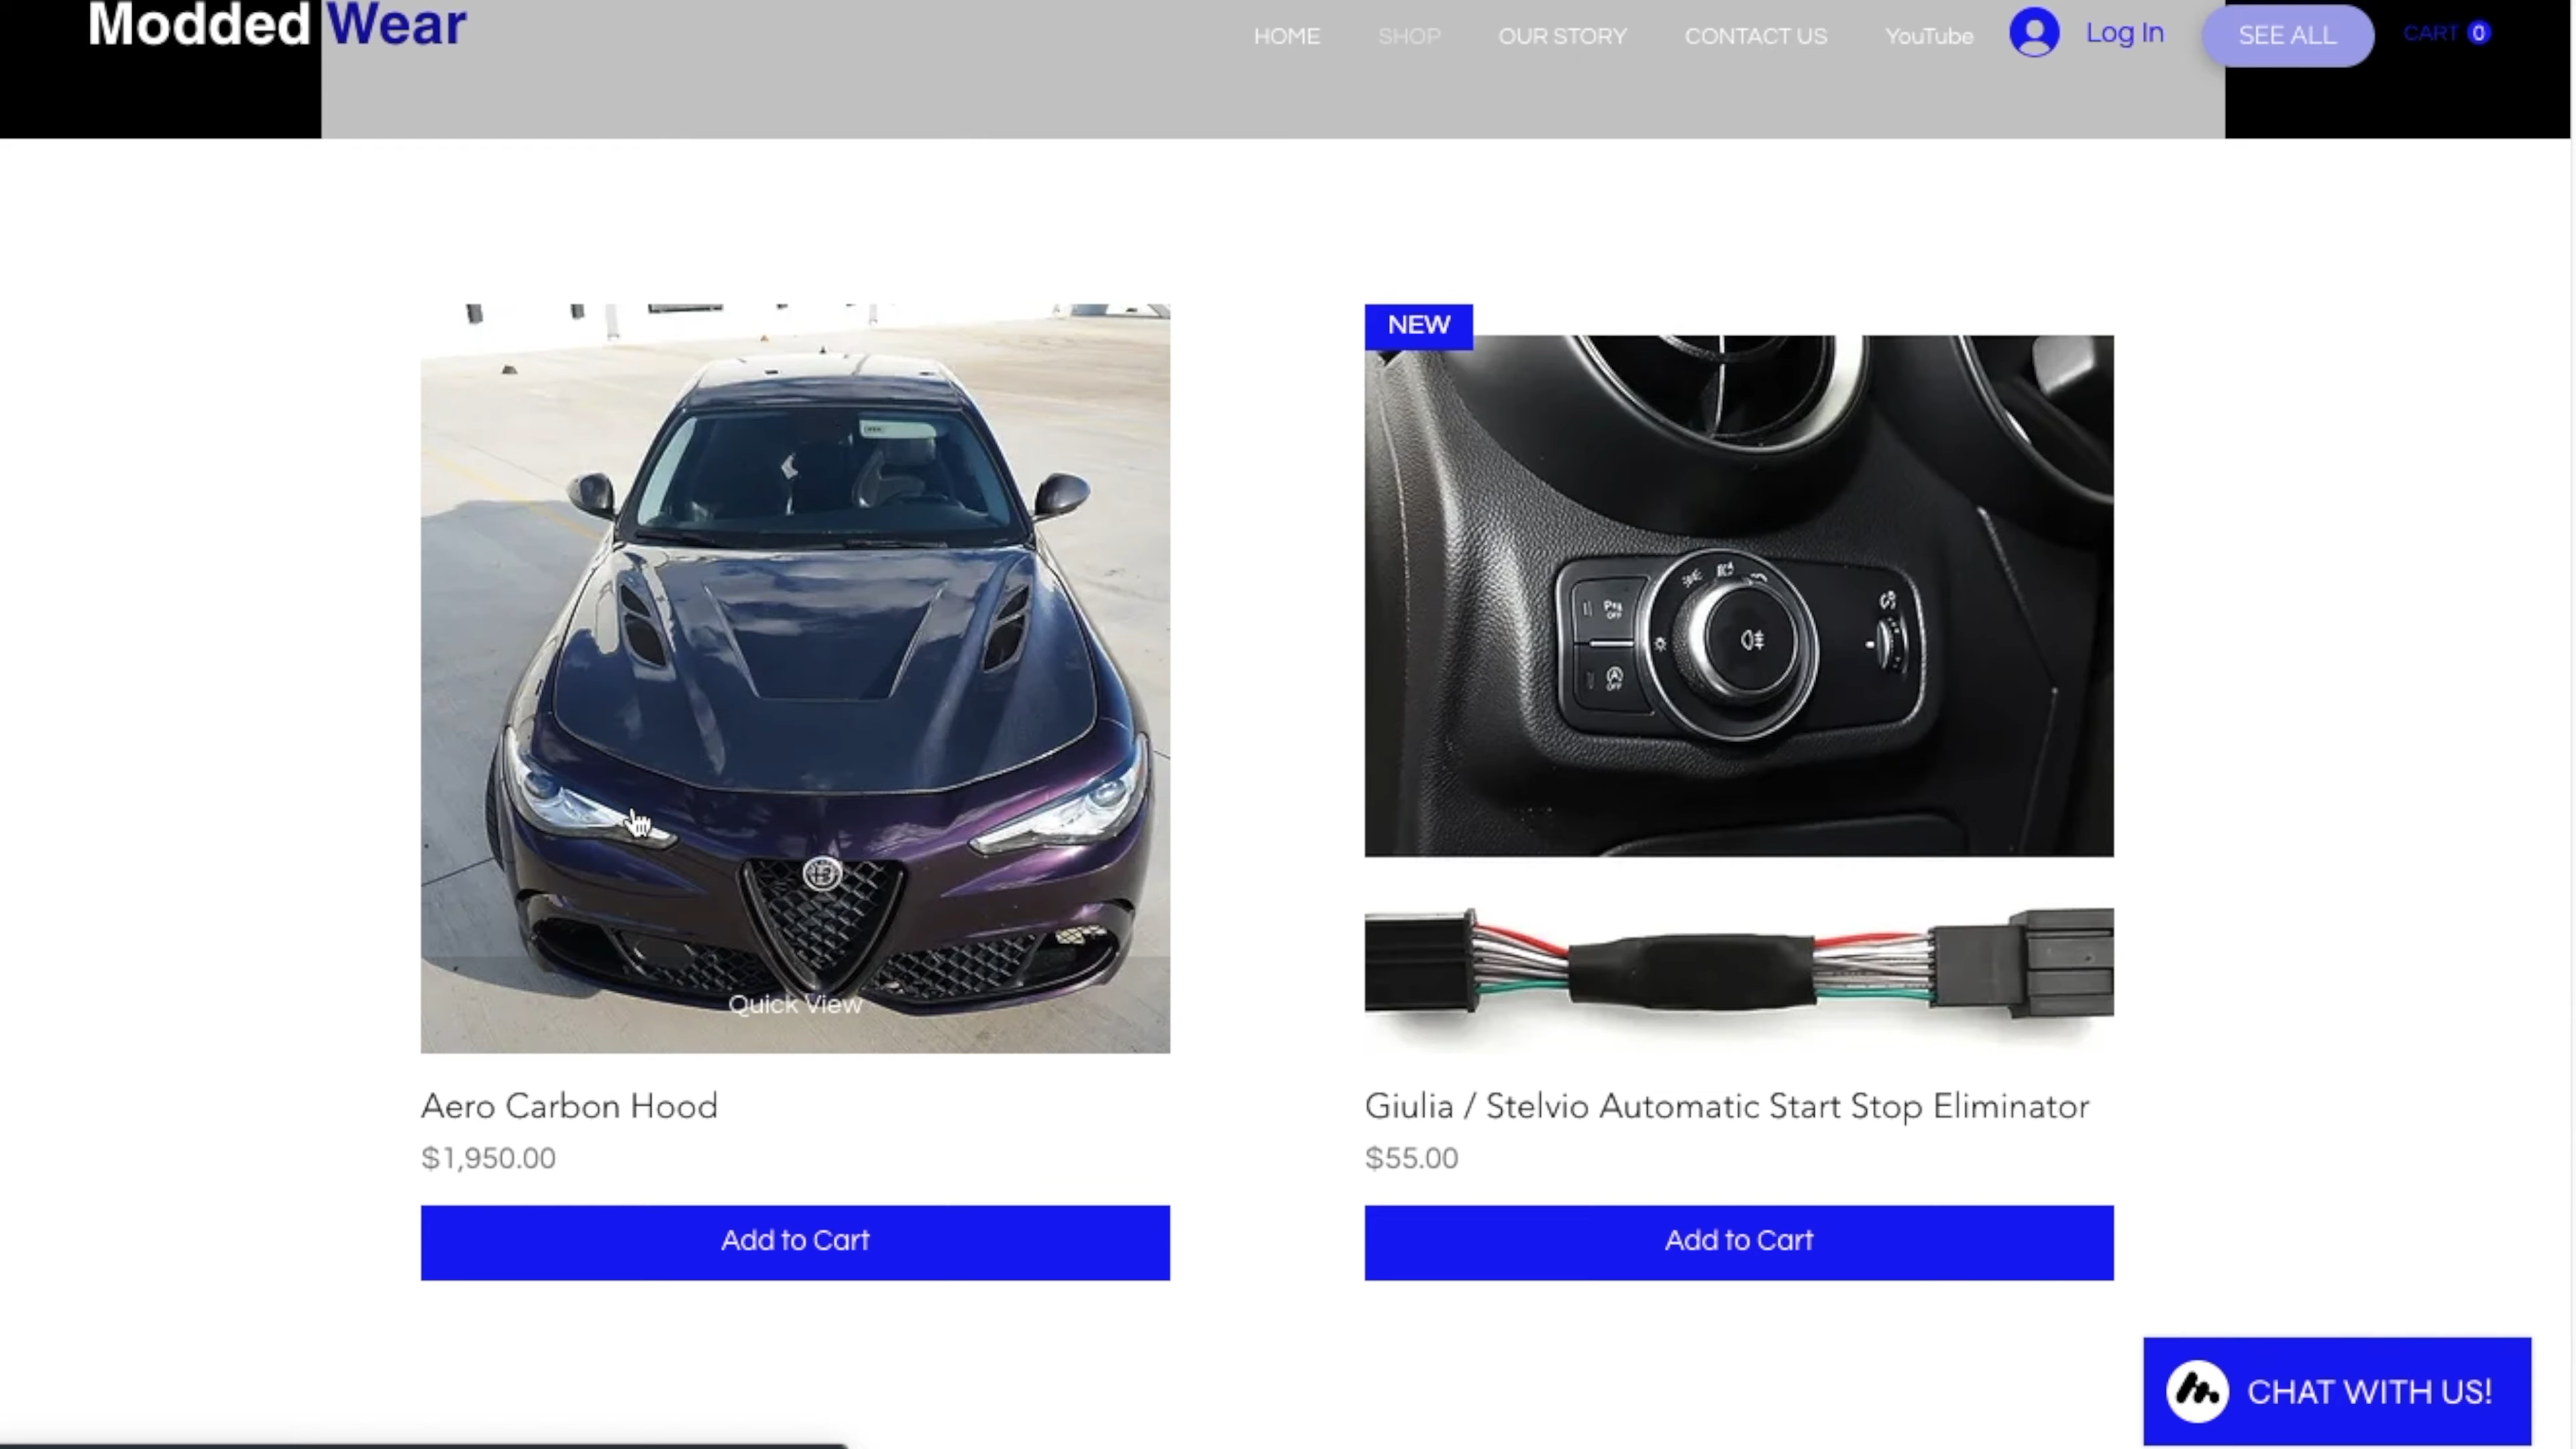 Modded Wear
HOME
SHOP
OUR STORY
CONTACT US
YouTube
Log In
SEE ALL
CART 0
NEW
Quick View
Aero Carbon Hood
$1,950.00
Add to Cart
Giulia / Stelvio Automatic Start Stop Eliminator
$55.00
Add to Cart
CHAT WITH US!